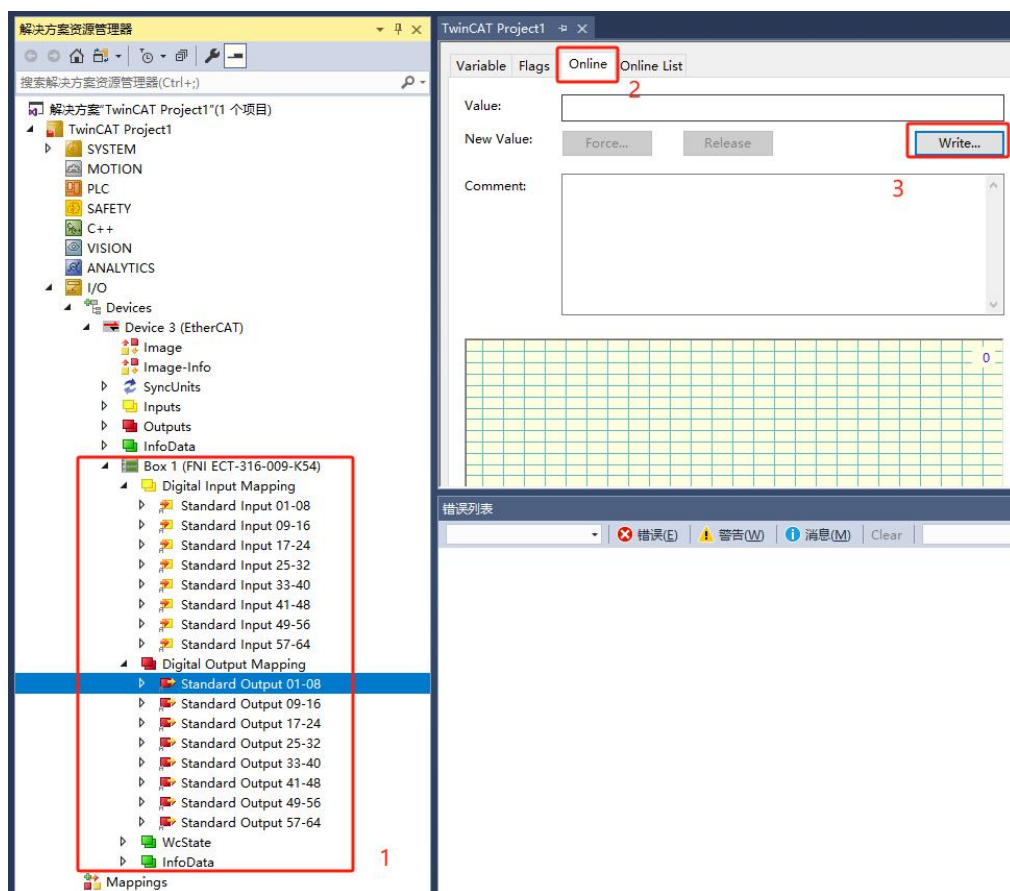 解决方案资源管理器
搜索解决方案资源管理器(Ctrl+;)
解决方案"TwinCAT Project1"(1 个项目)
TwinCAT Project1
SYSTEM
MOTION
PLC
SAFETY
C++
VISION
ANALYTICS
I/O
Devices
Device 3 (EtherCAT)
Image
Image-Info
SyncUnits
Inputs
Outputs
InfoData
Box 1 (FNI ECT-316-009-K54)
Digital Input Mapping
Standard Input 01-08
Standard Input 09-16
Standard Input 17-24
Standard Input 25-32
Standard Input 33-40
Standard Input 41-48
Standard Input 49-56
Standard Input 57-64
Digital Output Mapping
Standard Output 01-08
Standard Output 09-16
Standard Output 17-24
Standard Output 25-32
Standard Output 33-40
Standard Output 41-48
Standard Output 49-56
Standard Output 57-64
WcState
InfoData
1
Mappings
TwinCAT Project1
Variable Flags Online Online List
2
Value:
New Value: Force... Release Write...
3
Comment:
0
错误列表
错误(E) 警告(W) 消息(M) Clear